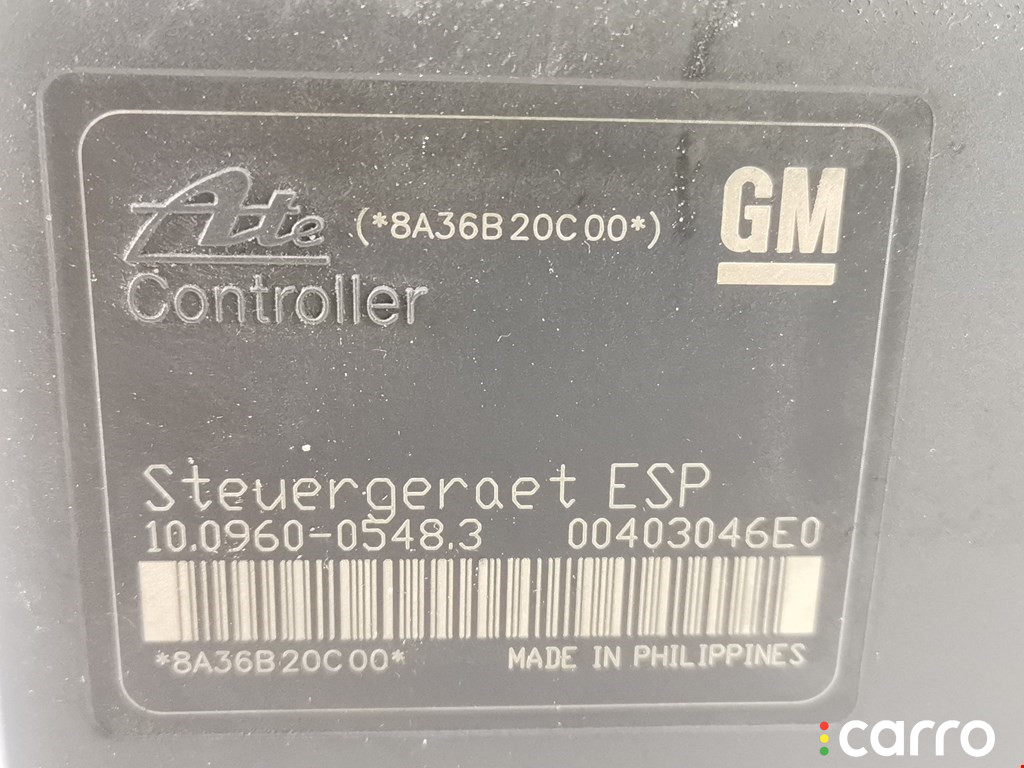 Ate (*8A36B20C00*) GM
Controller
Steuergeraet ESP
10.0960-0548.3 00403046E0
*8A36B20C00* MADE IN PHILIPPINES
carro